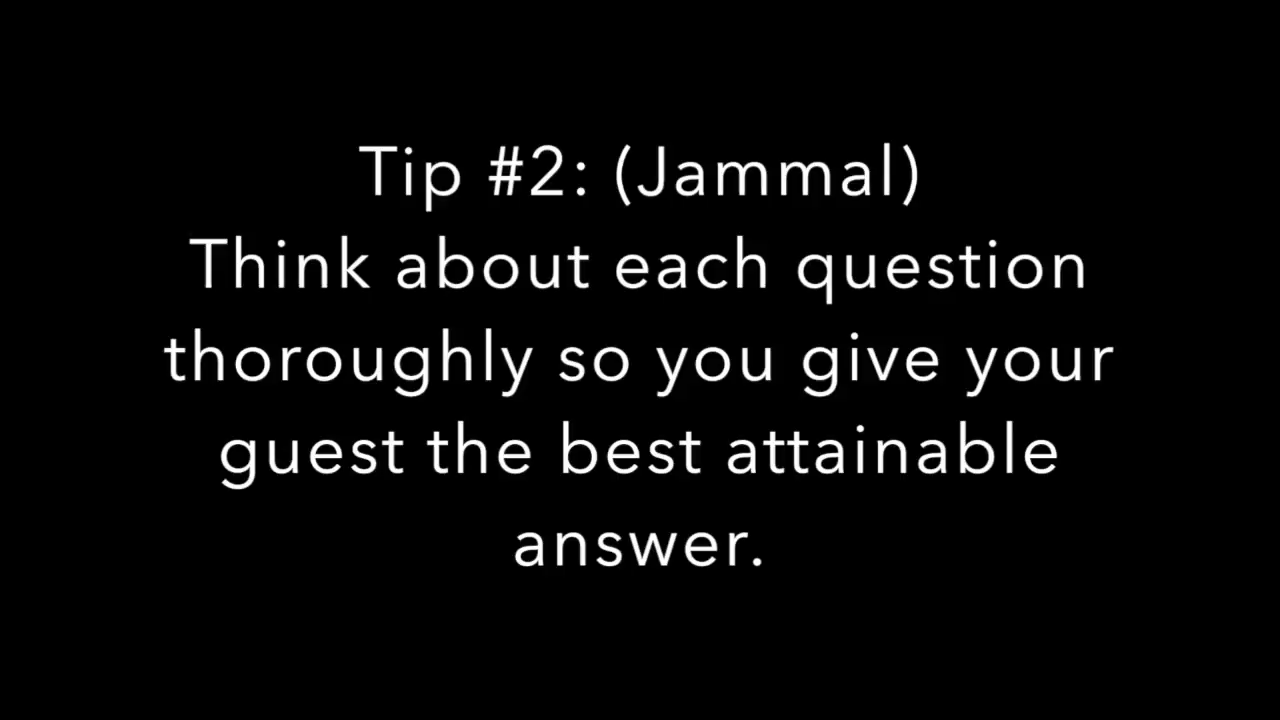 Tip #2: (Jammal)
Think about each question
thoroughly so you give your
guest the best attainable
answer.